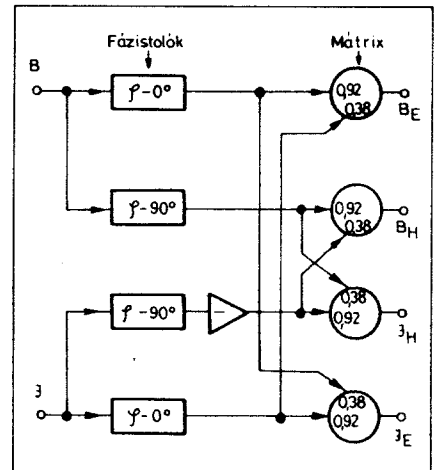 Fázistolók
Mátrix
B
φ-0°
0,92
0,38
B_E
φ-90°
0,92
0,38
B_H
φ-90°
-
0,38
0,92
J_H
J
φ-0°
0,38
0,92
J_E